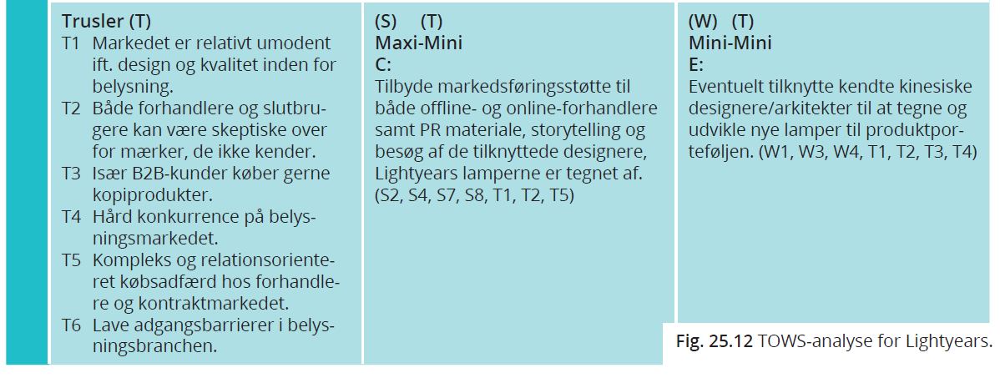 Trusler (T)
T1 Markedet er relativt umodent
ift. design og kvalitet inden for
belysning.
T2 Både forhandlere og slutbru-
gere kan være skeptiske over
for mærker, de ikke kender.
T3 Især B2B-kunder køber gerne
kopiprodukter.
T4 Hård konkurrence på belys-
ningsmarkedet.
T5 Kompleks og relationsoriente-
ret købsadfærd hos forhandle-
re og kontraktmarkedet.
T6 Lave adgangsbarrierer i belys-
ningsbranchen.
(S) (T)
Maxi-Mini
C:
Tilbyde markedsføringsstøtte til
både offline- og online-forhandlere
samt PR materiale, storytelling og
besøg af de tilknyttede designere,
Lightyears lamperne er tegnet af.
(S2, S4, S7, S8, T1, T2, T5)
(W) (T)
Mini-Mini
E:
Eventuelt tilknytte kendte kinesiske
designere/arkitekter til at tegne og
udvikle nye lamper til produktpor-
teføljen. (W1, W3, W4, T1, T2, T3, T4)
Fig. 25.12 TOWS-analyse for Lightyears.